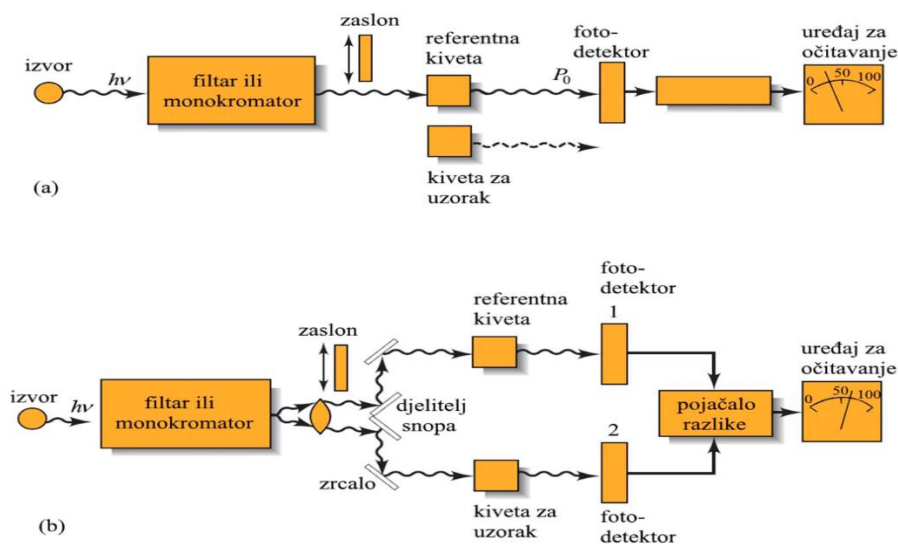 zaslon
referentna
kiveta
foto-
detektor
uređaj za
očitavanje
izvor
hν
filtar ili
monokromator
P₀
0 50 100
kiveta za
uzorak
(a)
foto-
detektor
1
referentna
kiveta
zaslon
uređaj za
očitavanje
izvor
hν
filtar ili
monokromator
djelitelj
snopa
pojačalo
razlike
0 50 100
2
zrcalo
kiveta za
uzorak
foto-
detektor
(b)